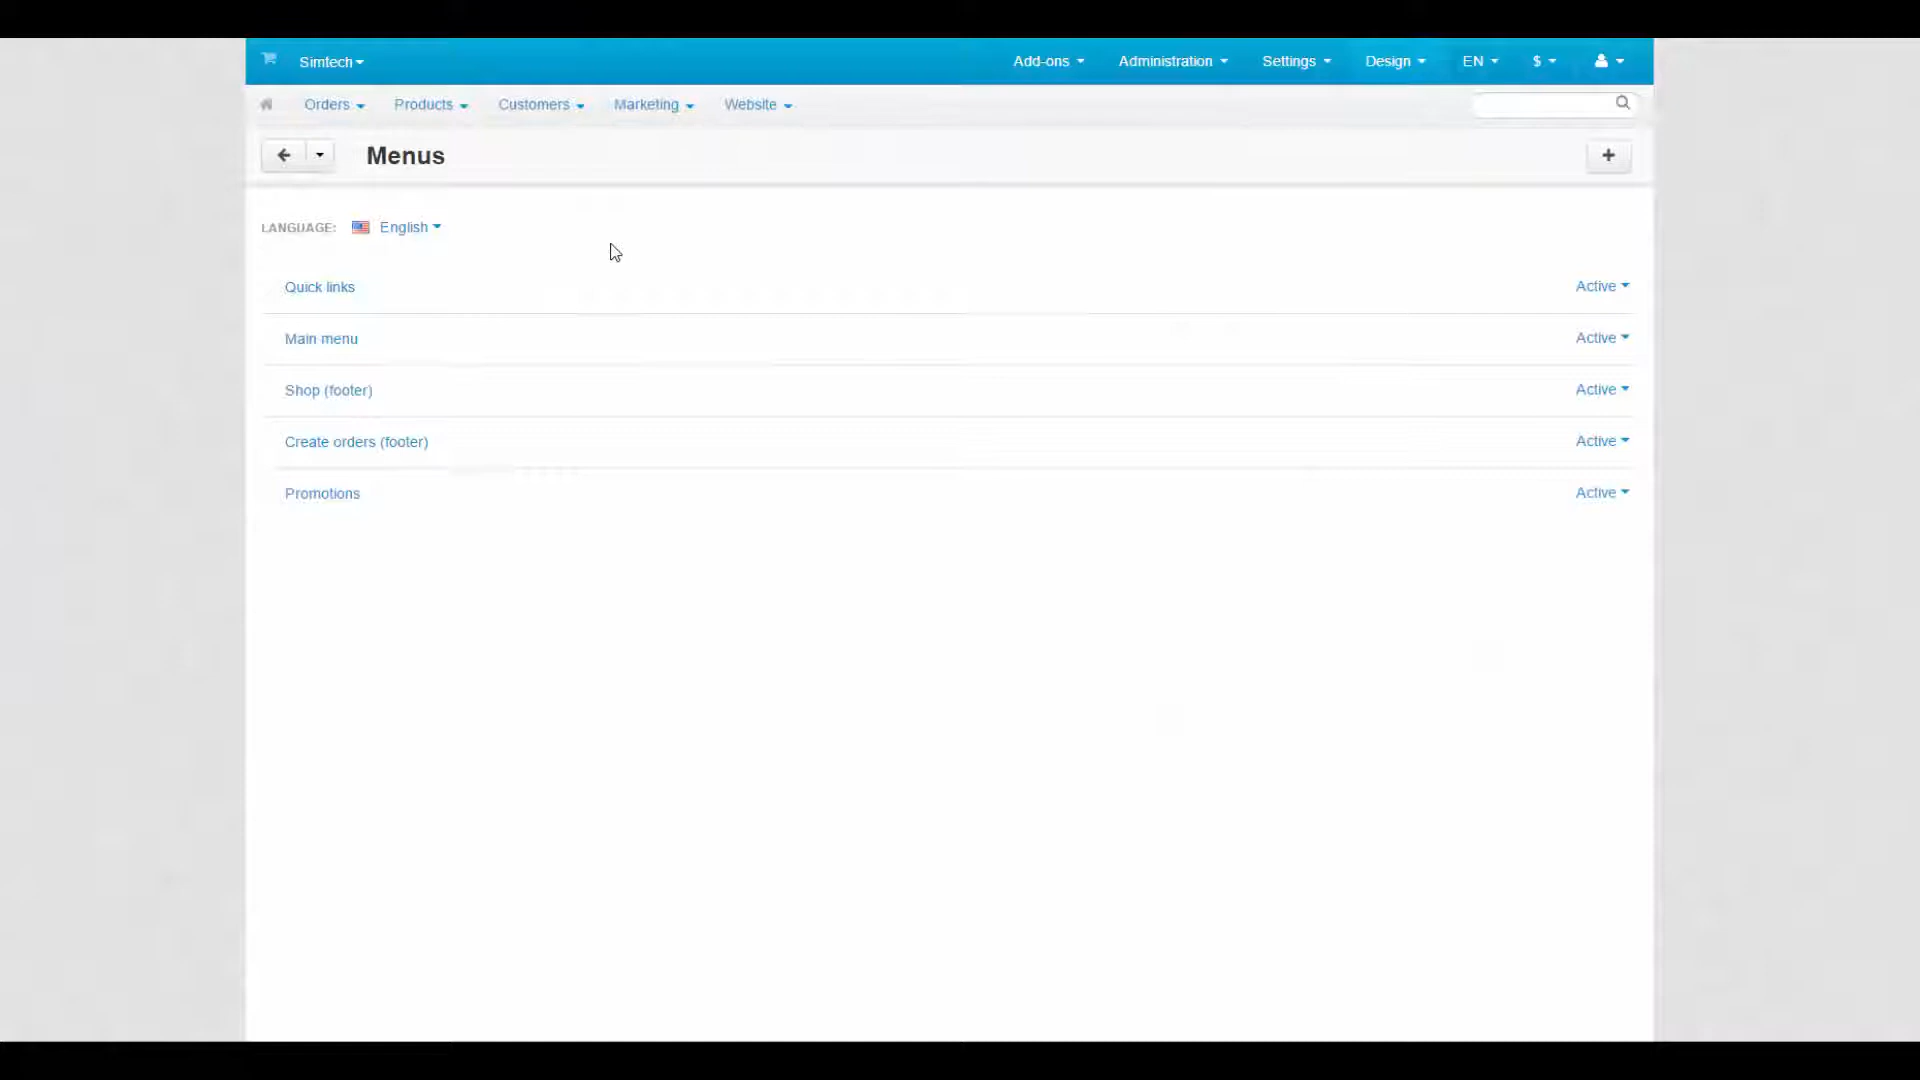 Simtech Add-ons Administration Settings Design EN $
Orders Products Customers Marketing Website
Menus
LANGUAGE: English
Quick links Active
Main menu Active
Shop (footer) Active
Create orders (footer) Active
Promotions Active